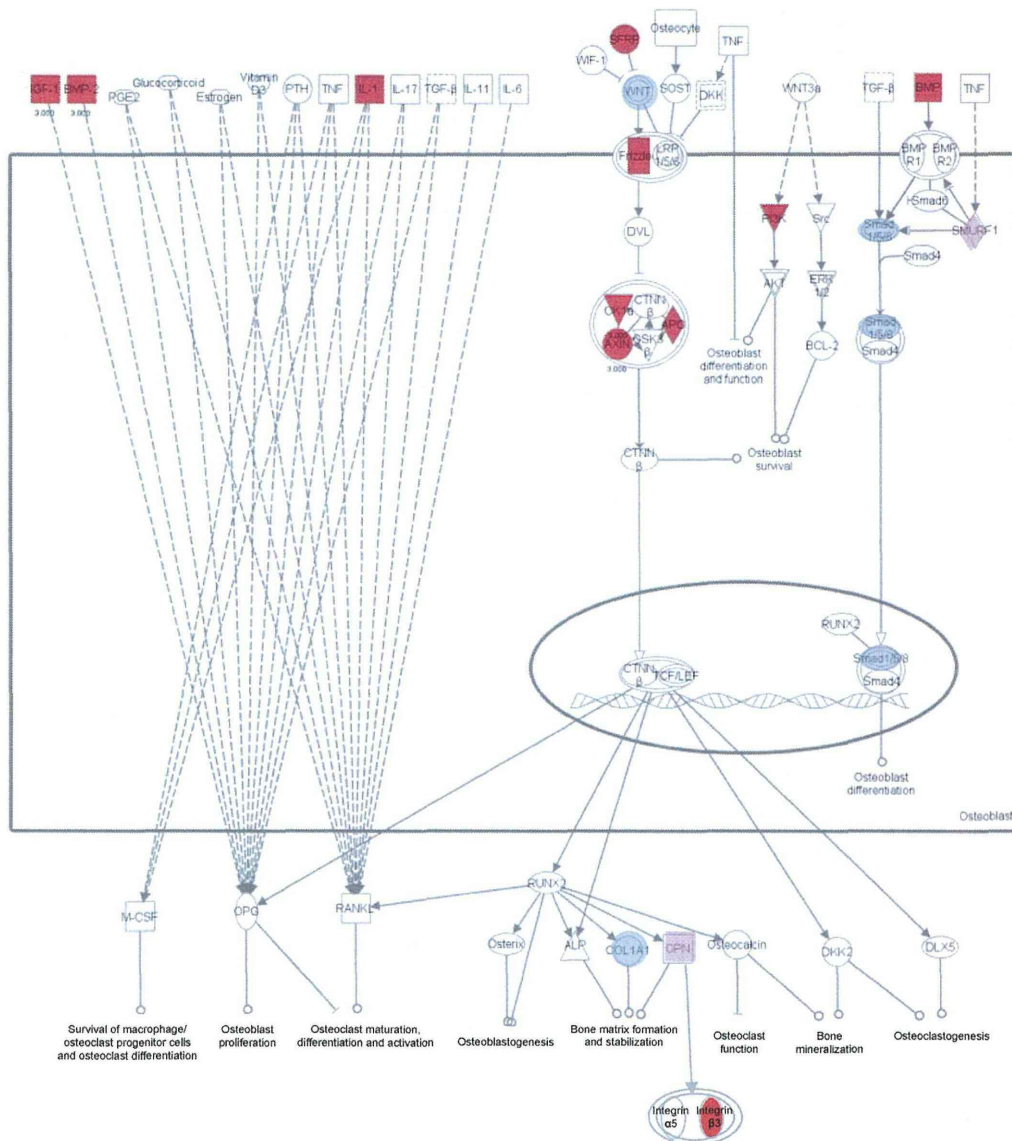 Osteocyte
SFRP
TNF
WIF-1
IGF-1
BMP-2
PGE2
Glucocorticoid
Estrogen
Vitamin
D3
PTH
TNF
IL-1
IL-17
TGF-β
IL-11
IL-6
WNT
SOST
DKK
WNT3a
TGF-β
BMP
TNF
3.000
3.000
Frizzled
LRP
1/5/6
BMP
R1
BMP
R2
Smad6
DVL
PI3K
Src
Smad
1/5/8
SMURF1
Smad4
AKT
ERK
1/2
CK1α
CTNN
β
APC
AXIN
GSK3
β
3.000
Smad
1/5/8
Smad4
BCL-2
Osteoblast
differentiation
and function
CTNN
β
Osteoblast
survival
RUNX2
Smad1/5/8
Smad4
CTNN
β
TCF/LEF
Osteoblast
differentiation
Osteoblast
M-CSF
OPG
RANKL
RUNX2
Osterix
ALP
COL1A1
OPN
Osteocalcin
DKK2
DLX5
Survival of macrophage/
osteoclast progenitor cells
and osteoclast differentiation
Osteoblast
proliferation
Osteoclast maturation,
differentiation and activation
Osteoblastogenesis
Bone matrix formation
and stabilization
Osteoclast
function
Bone
mineralization
Osteoclastogenesis
Integrin
α5
Integrin
β3